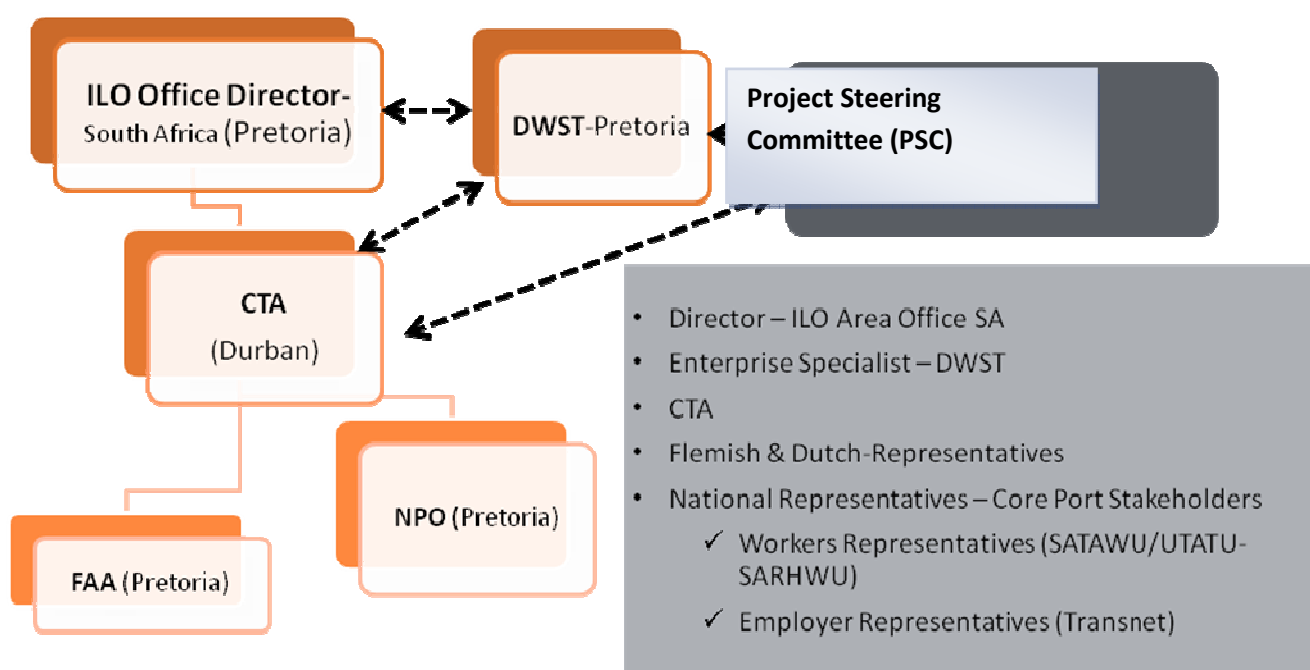 ILO Office Director-
South Africa (Pretoria)
DWST-Pretoria
Project Steering
Committee (PSC)
CTA
(Durban)
NPO (Pretoria)
FAA (Pretoria)
• Director – ILO Area Office SA
• Enterprise Specialist – DWST
• CTA
• Flemish & Dutch-Representatives
• National Representatives – Core Port Stakeholders
✓ Workers Representatives (SATAWU/UTATU-
SARHWU)
✓ Employer Representatives (Transnet)